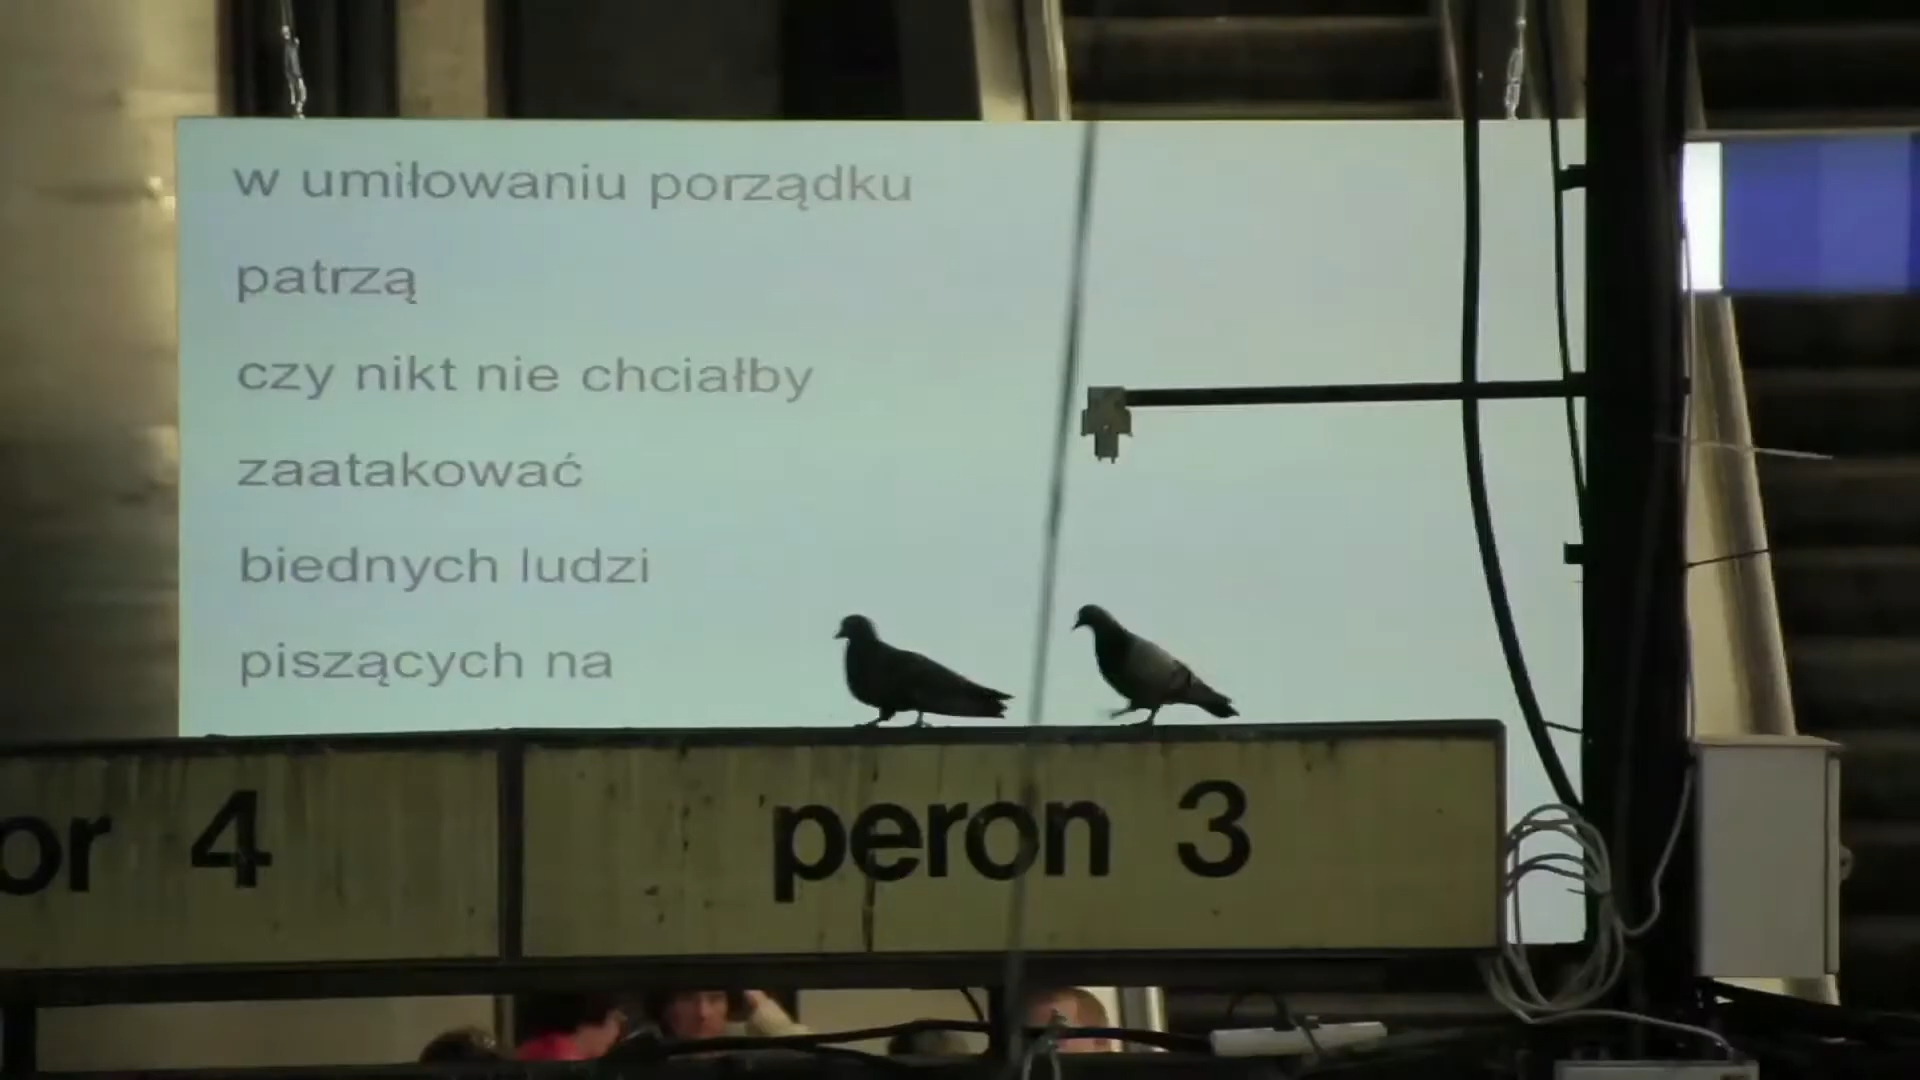 w umiłowaniu porządku
patrzą
czy nikt nie chciałby
zaatakować
biednych ludzi
piszących na
or 4
peron 3